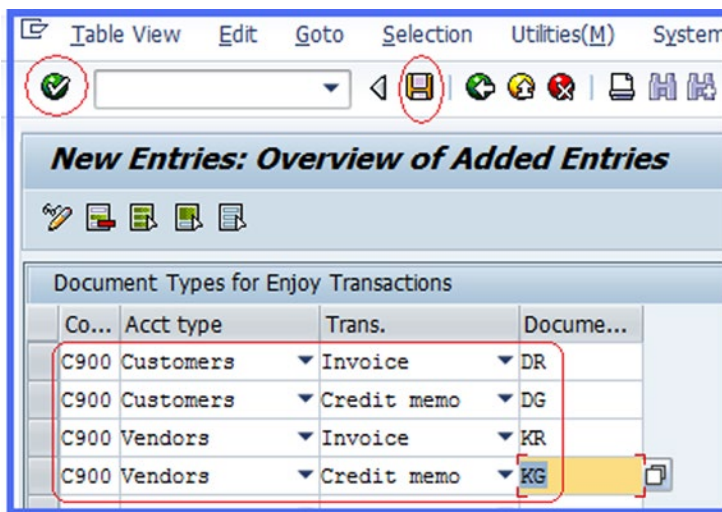 Table View Edit Goto Selection Utilities(M) System
New Entries: Overview of Added Entries
Document Types for Enjoy Transactions
Co... Acct type Trans. Docume...
C900 Customers Invoice DR
C900 Customers Credit memo DG
C900 Vendors Invoice KR
C900 Vendors Credit memo KG